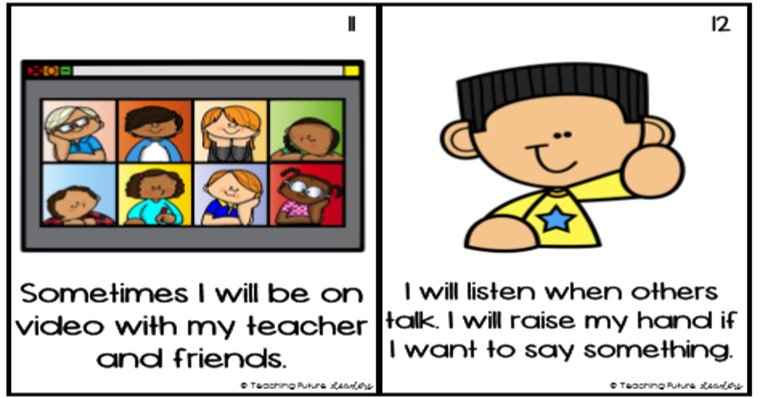 11
Sometimes I will be on
video with my teacher
and friends.
© Teaching Future Leaders
12
I will listen when others
talk. I will raise my hand if
I want to say something.
© Teaching Future Leaders